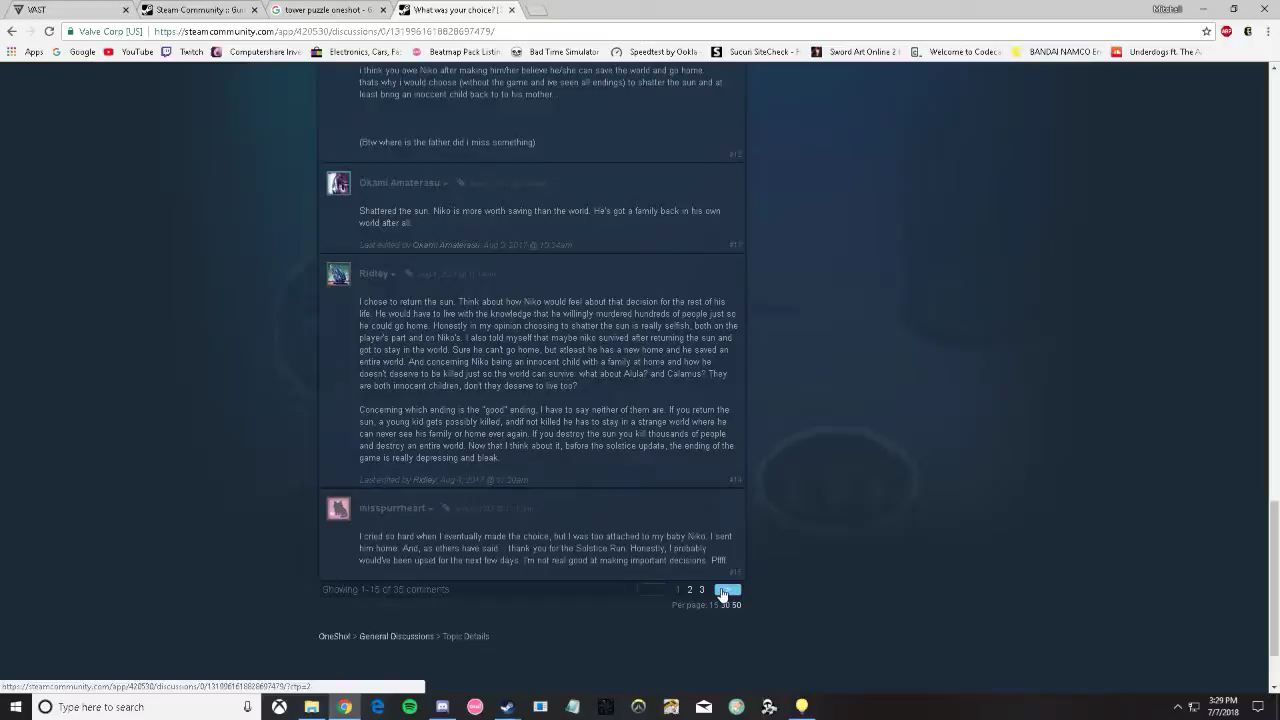 VAST
Steam Community :: Guid
tower puzzle oneshot - G
What was your choice? :
Mitchell
Valve Corp [US] https://steamcommunity.com/app/420530/discussions/0/1319961618828697479/
Apps Google YouTube Twitch Computershare Inves Electronics, Cars, Fa Meeting Number Bad Time Simulator Speedtest by Ookla Sucuri SiteCheck - F Sword Art Online 2 - Welcome to Codeca BANDAI NAMCO En Underdogs ft. The A
i think you owe Niko after making him/her believe he/she can save the world and go home
thats why i would choose (without the game and ive seen all endings) to shatter the sun and at
least bring an inoccent child back to to his mother...
(Btw where is the father did i miss something)
#12
Okami Amaterasu
Shattered the sun. Niko is more worth saving than the world. He's got a family back in his own
world after all.
Last edited by Okami Amaterasu; Aug 3, 2017 @ 10:34am
#13
Ridley
I chose to return the sun. Think about how Niko would feel about that decision for the rest of his
life. He would have to live with the knowledge that he willingly murdered hundreds of people just so
he could go home. Honestly in my opinion choosing to shatter the sun is really selfish, both on the
player's part and on Niko's. I also told myself that maybe niko survived after returning the sun and
got to stay in the world. Sure he can't go home, but atleast he has a new home and he saved an
entire world. And concerning Niko being an innocent child with a family at home and how he
doesn't deserve to be killed just so the world can survive: what about Alula? and Calamus? They
are both innocent children, don't they deserve to live too?
Concerning which ending is the "good" ending, I have to say neither of them are. If you return the
sun, a young kid gets possibly killed, andif not killed he has to stay in a strange world where he
can never see his family or home ever again. If you destroy the sun you kill thousands of people
and destroy an entire world. Now that I think about it, before the solstice update, the ending of the
game is really depressing and bleak.
#14
misspurrheart
I cried so hard when I eventually made the choice, but I was too attached to my baby Niko. I sent
him home. And, as others have said... thank you for the Solstice Run. Honestly, I probably
would've been upset for the next few days. I'm not real good at making important decisions. Pffff.
#15
Showing 1-15 of 35 comments
1 2 3
Per page: 15 30 50
OneShot > General Discussions > Topic Details
https://steamcommunity.com/app/420530/discussions/0/1319961618828697479/?ctp=2
Type here to search
3:29 PM
7/7/2018